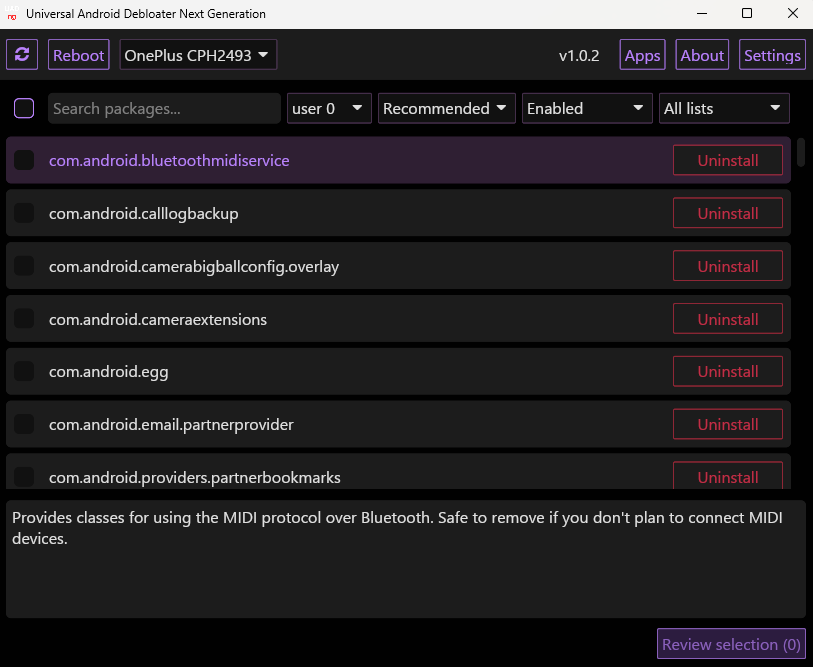 Universal Android Debloater Next Generation
Reboot
OnePlus CPH2493
v1.0.2
Apps
About
Settings
Search packages...
user 0
Recommended
Enabled
All lists
com.android.bluetoothmidiservice
Uninstall
com.android.calllogbackup
Uninstall
com.android.camerabigballconfig.overlay
Uninstall
com.android.cameraextensions
Uninstall
com.android.egg
Uninstall
com.android.email.partnerprovider
Uninstall
com.android.providers.partnerbookmarks
Uninstall
Provides classes for using the MIDI protocol over Bluetooth. Safe to remove if you don't plan to connect MIDI
devices.
Review selection (0)